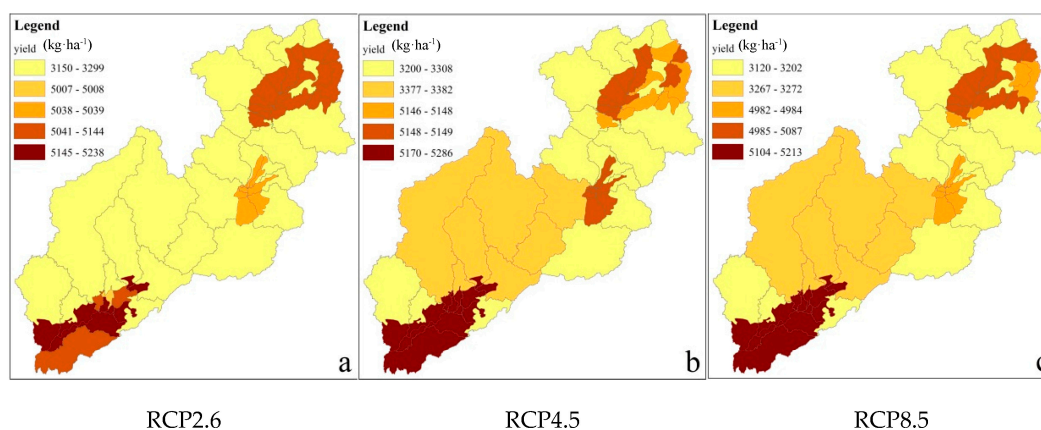 Legend
yield (kg·ha⁻¹)
3150 - 3299
5007 - 5008
5038 - 5039
5041 - 5144
5145 - 5238
a
Legend
yield (kg·ha⁻¹)
3200 - 3308
3377 - 3382
5146 - 5148
5148 - 5149
5170 - 5286
b
Legend
yield (kg·ha⁻¹)
3120 - 3202
3267 - 3272
4982 - 4984
4985 - 5087
5104 - 5213
c
RCP2.6
RCP4.5
RCP8.5